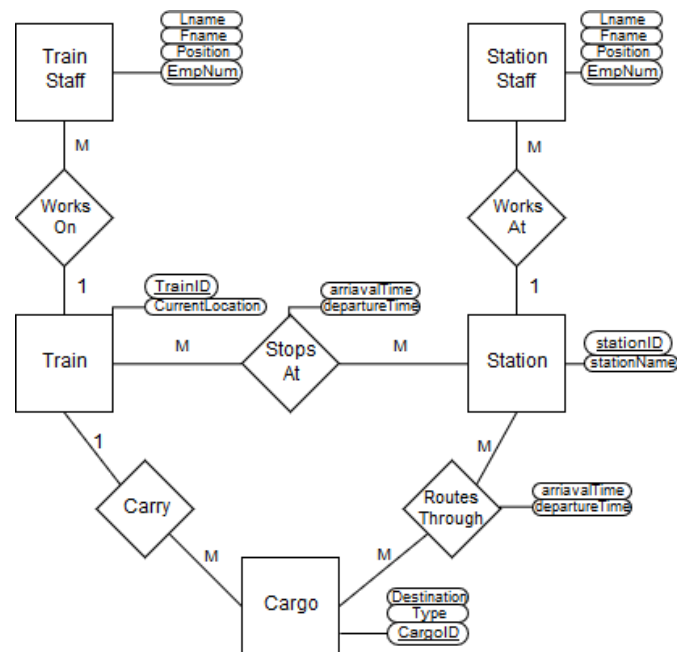 Lname
Fname
Position
EmpNum
Train
Staff
Lname
Fname
Position
EmpNum
Station
Staff
M
M
Works
On
Works
At
1
1
TrainID
CurrentLocation
arriavalTime
departureTime
Train
M
Stops
At
M
Station
stationID
stationName
1
M
Carry
Routes
Through
arriavalTime
departureTime
M
M
Cargo
Destination
Type
CargoID